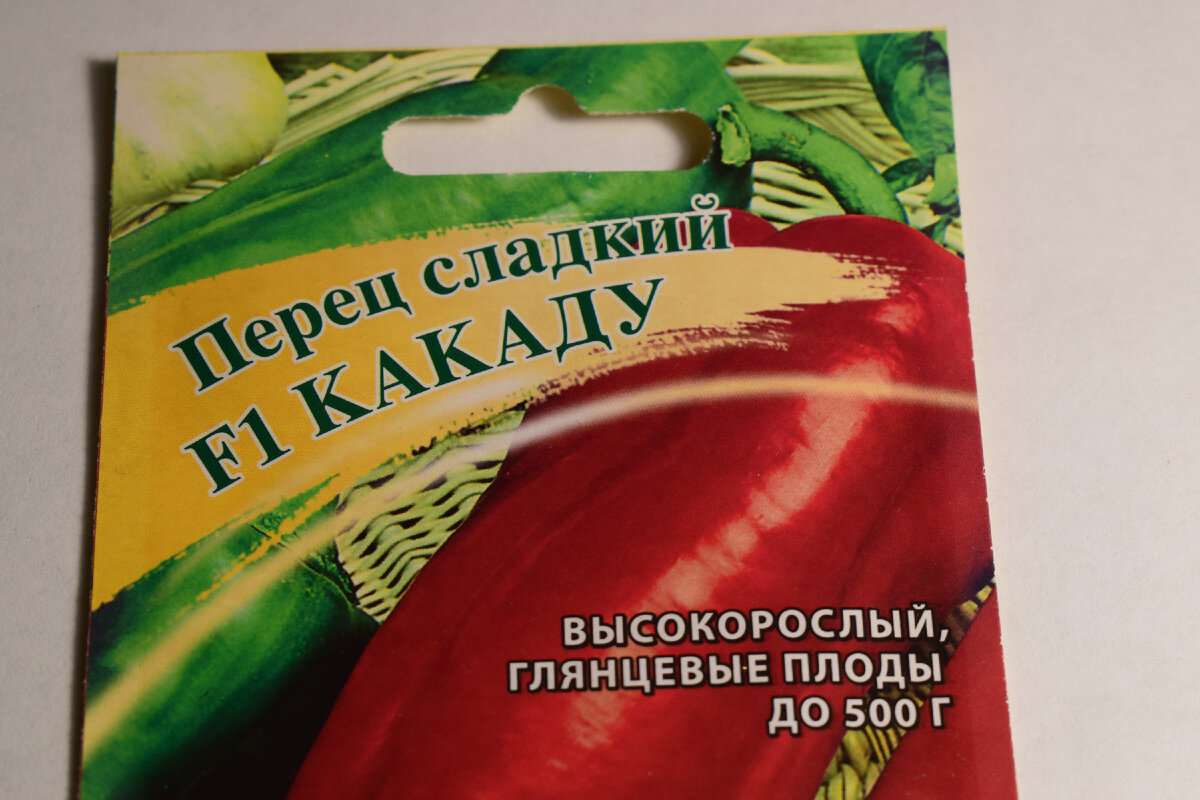 Перец сладкий
F1 КАКАДУ
ВЫСОКОРОСЛЫЙ,
ГЛЯНЦЕВЫЕ ПЛОДЫ
ДО 500 Г